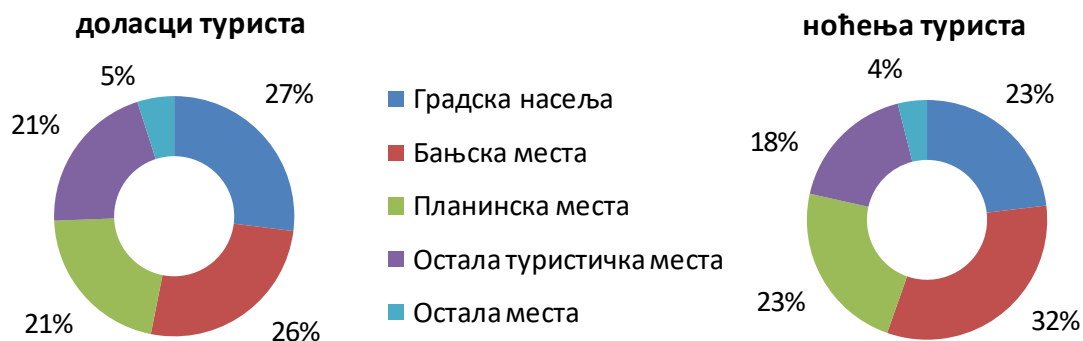 доласци туриста
5%
27%
21%
21%
26%
Градска насеља
Бањска места
Планинска места
Остала туристичка места
Остала места
ноћења туриста
4%
23%
18%
23%
32%